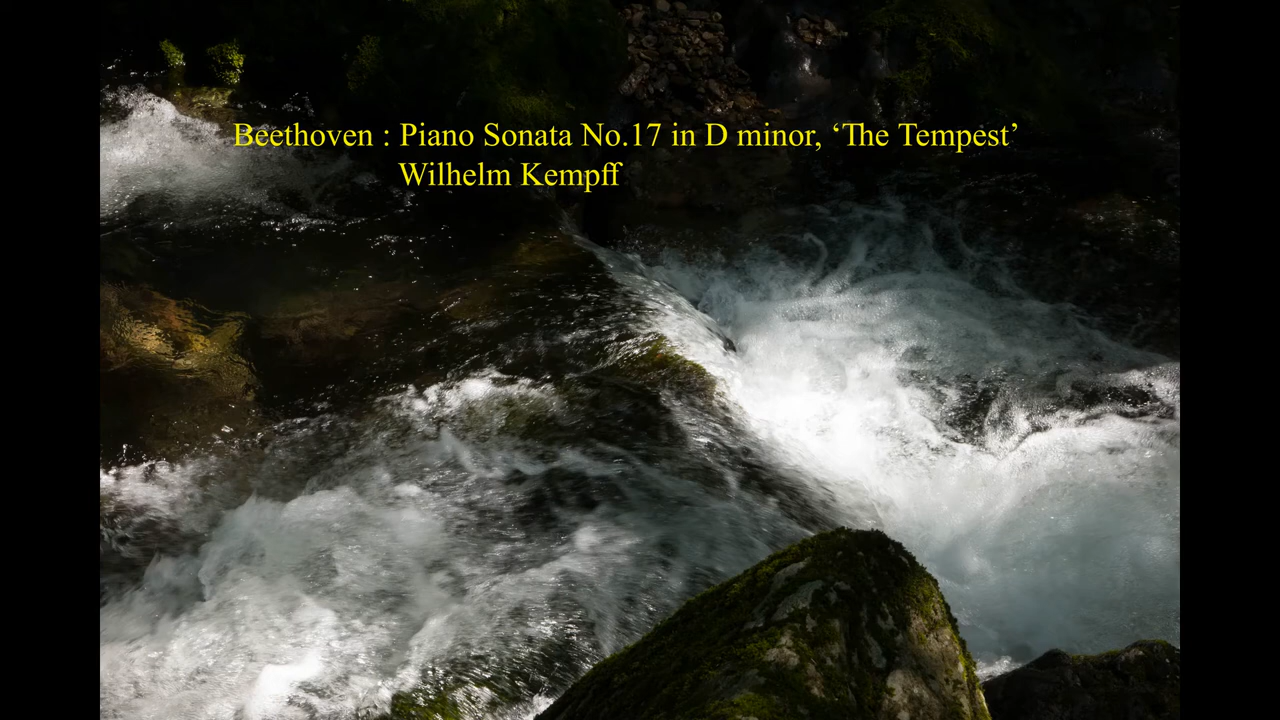 Beethoven : Piano Sonata No.17 in D minor, ‘The Tempest’
Wilhelm Kempff